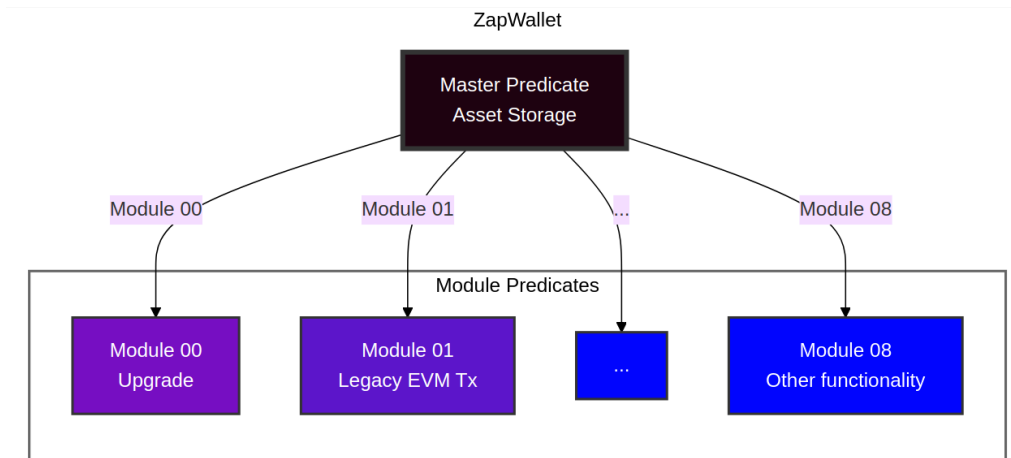 ZapWallet
Master Predicate
Asset Storage
Module 00
Module 01
...
Module 08
Module Predicates
Module 00
Upgrade
Module 01
Legacy EVM Tx
...
Module 08
Other functionality